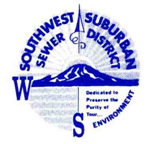 SOUTHWEST SUBURBAN
SEWER DISTRICT
W
S
Dedicated to
Preserve the
Purity of
Your...
ENVIRONMENT